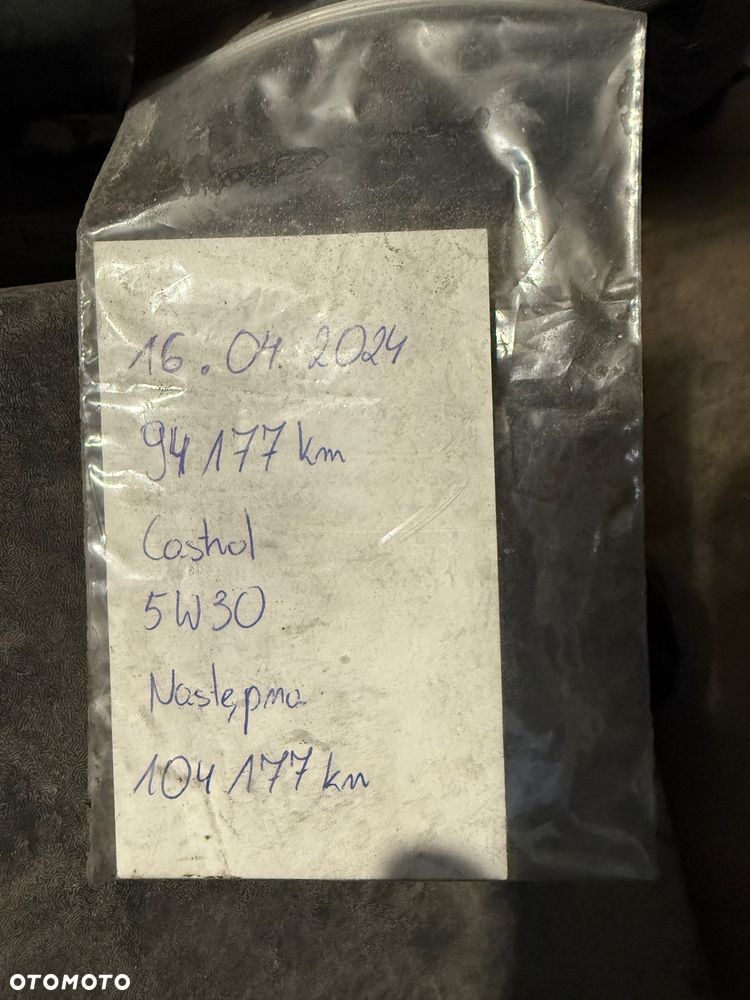 16.04.2024
94 177 km
Castrol
5W30
Następna
104 177 km
OTOMOTO